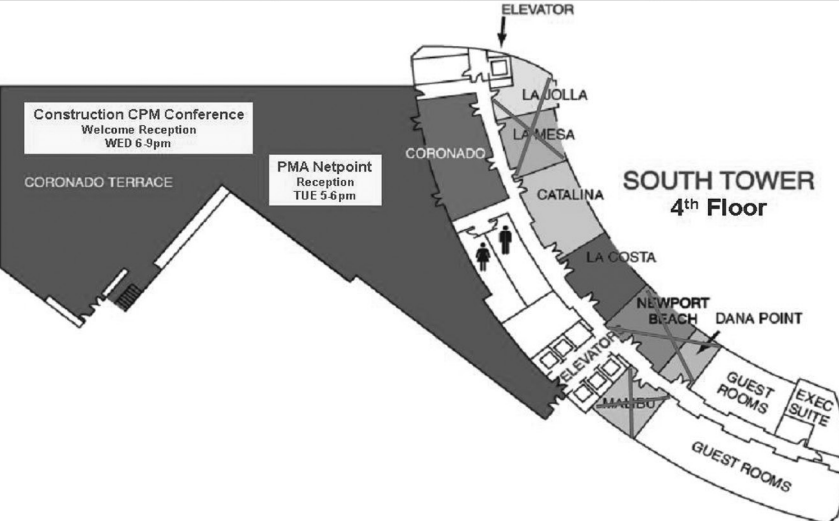 ELEVATOR
LA JOLLA
Construction CPM Conference
Welcome Reception
WED 6-9pm
LA MESA
CORONADO
PMA Netpoint
Reception
TUE 5-6pm
CORONADO TERRACE
CATALINA
SOUTH TOWER
4th Floor
LA COSTA
NEWPORT
BEACH
DANA POINT
ELEVATOR
GUEST
ROOMS
EXEC
SUITE
MALIBU
GUEST ROOMS